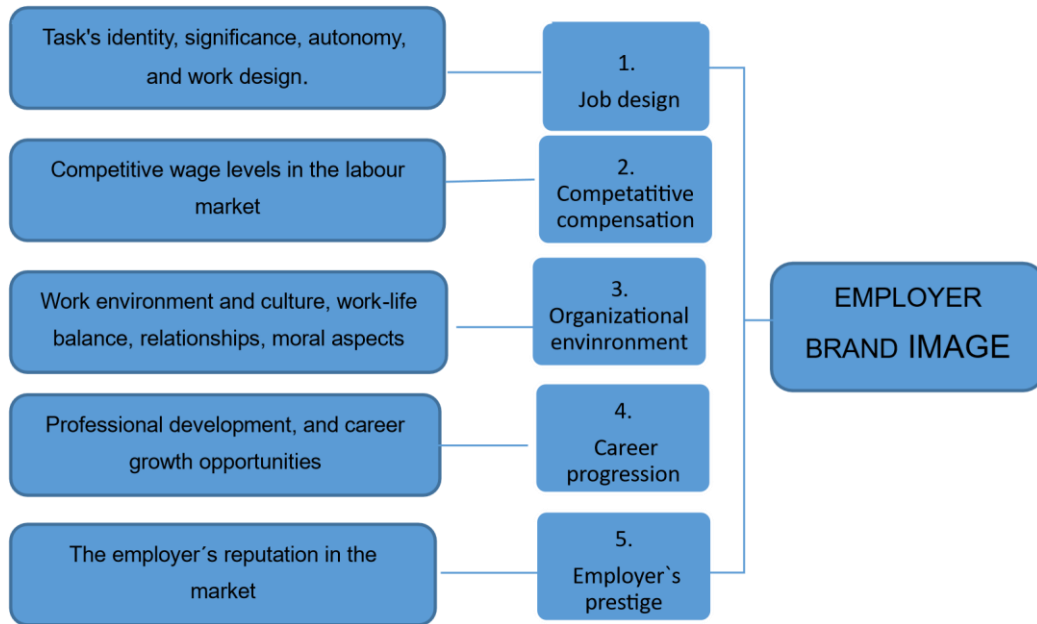 Task's identity, significance, autonomy,
and work design.
1.
Job design
Competitive wage levels in the labour
market
2.
Competatitive
compensation
Work environment and culture, work-life
balance, relationships, moral aspects
3.
Organizational
envinronment
EMPLOYER
BRAND IMAGE
Professional development, and career
growth opportunities
4.
Career
progression
The employer´s reputation in the
market
5.
Employer`s
prestige